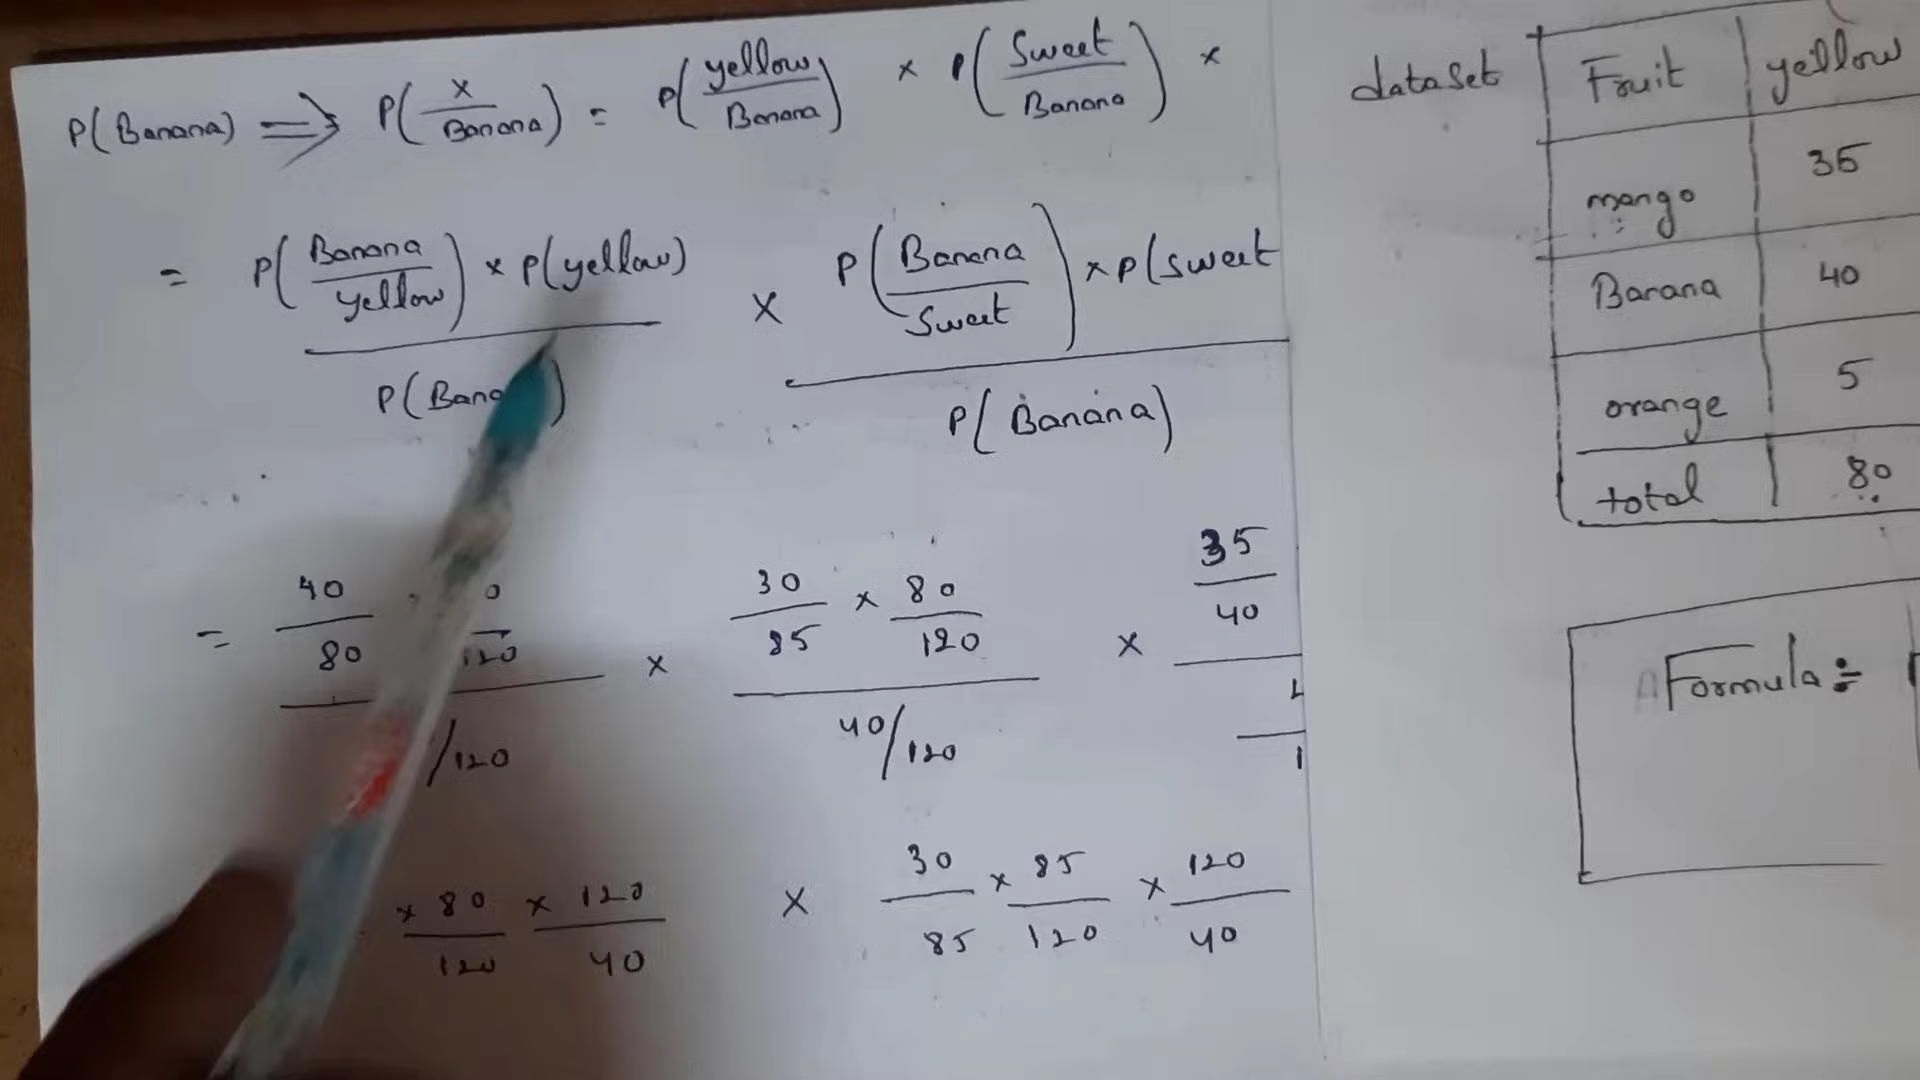 P(Banana) ⇒ P(X/Banana) = P(yellow/Banana) × P(Sweet/Banana) ×
= P(Banana/yellow) × P(yellow) / P(Bana ) × P(Banana/Sweet) × P(sweet / P(Banana)
= 40/80 0/120 / /120 × 30/85 × 80/120 / 40/120 × 35/40
× 80/120 × 120/40 × 30/85 × 85/120 × 120/40
dataset
Fruit yellow
mango 35
Banana 40
orange 5
total 80
Formula: